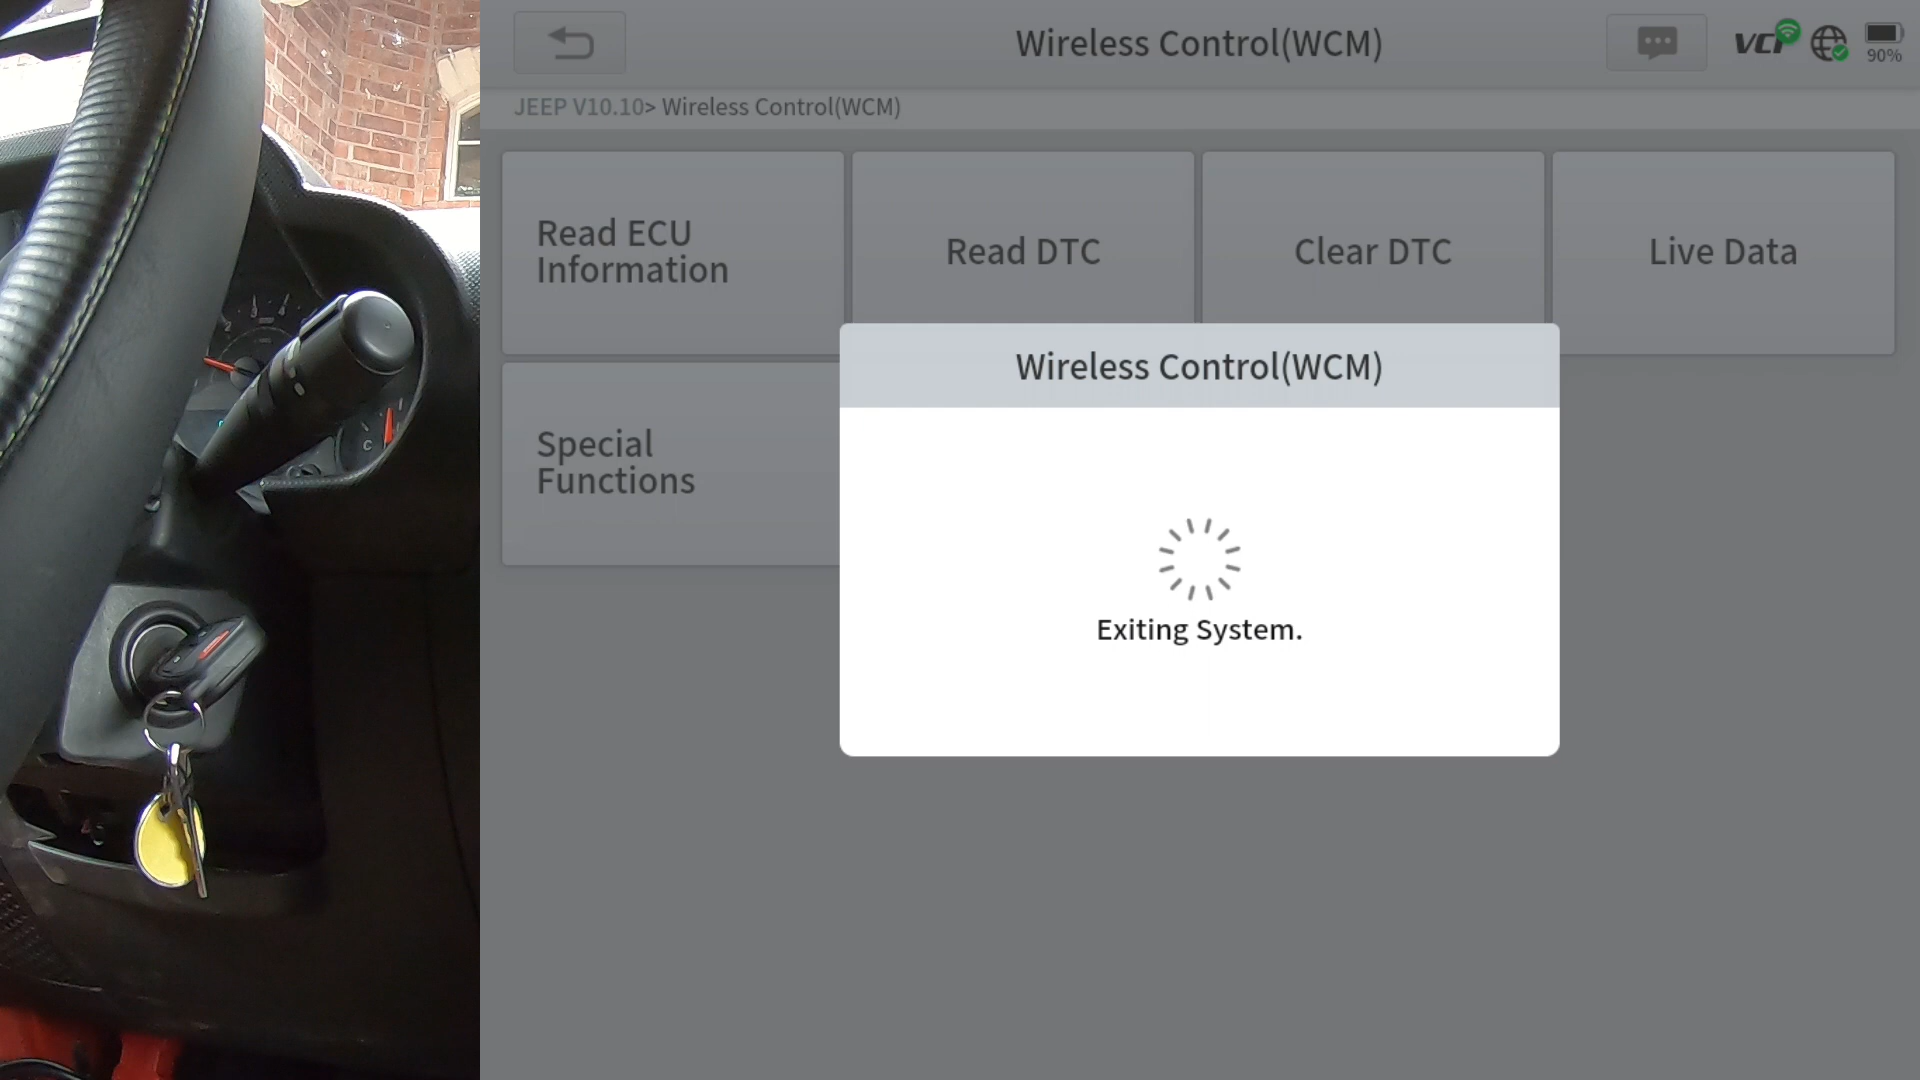 Wireless Control(WCM)
VCI
90%
JEEP V10.10> Wireless Control(WCM)
Read ECU
Information
Read DTC
Clear DTC
Live Data
Special
Functions
Wireless Control(WCM)
Exiting System.
C